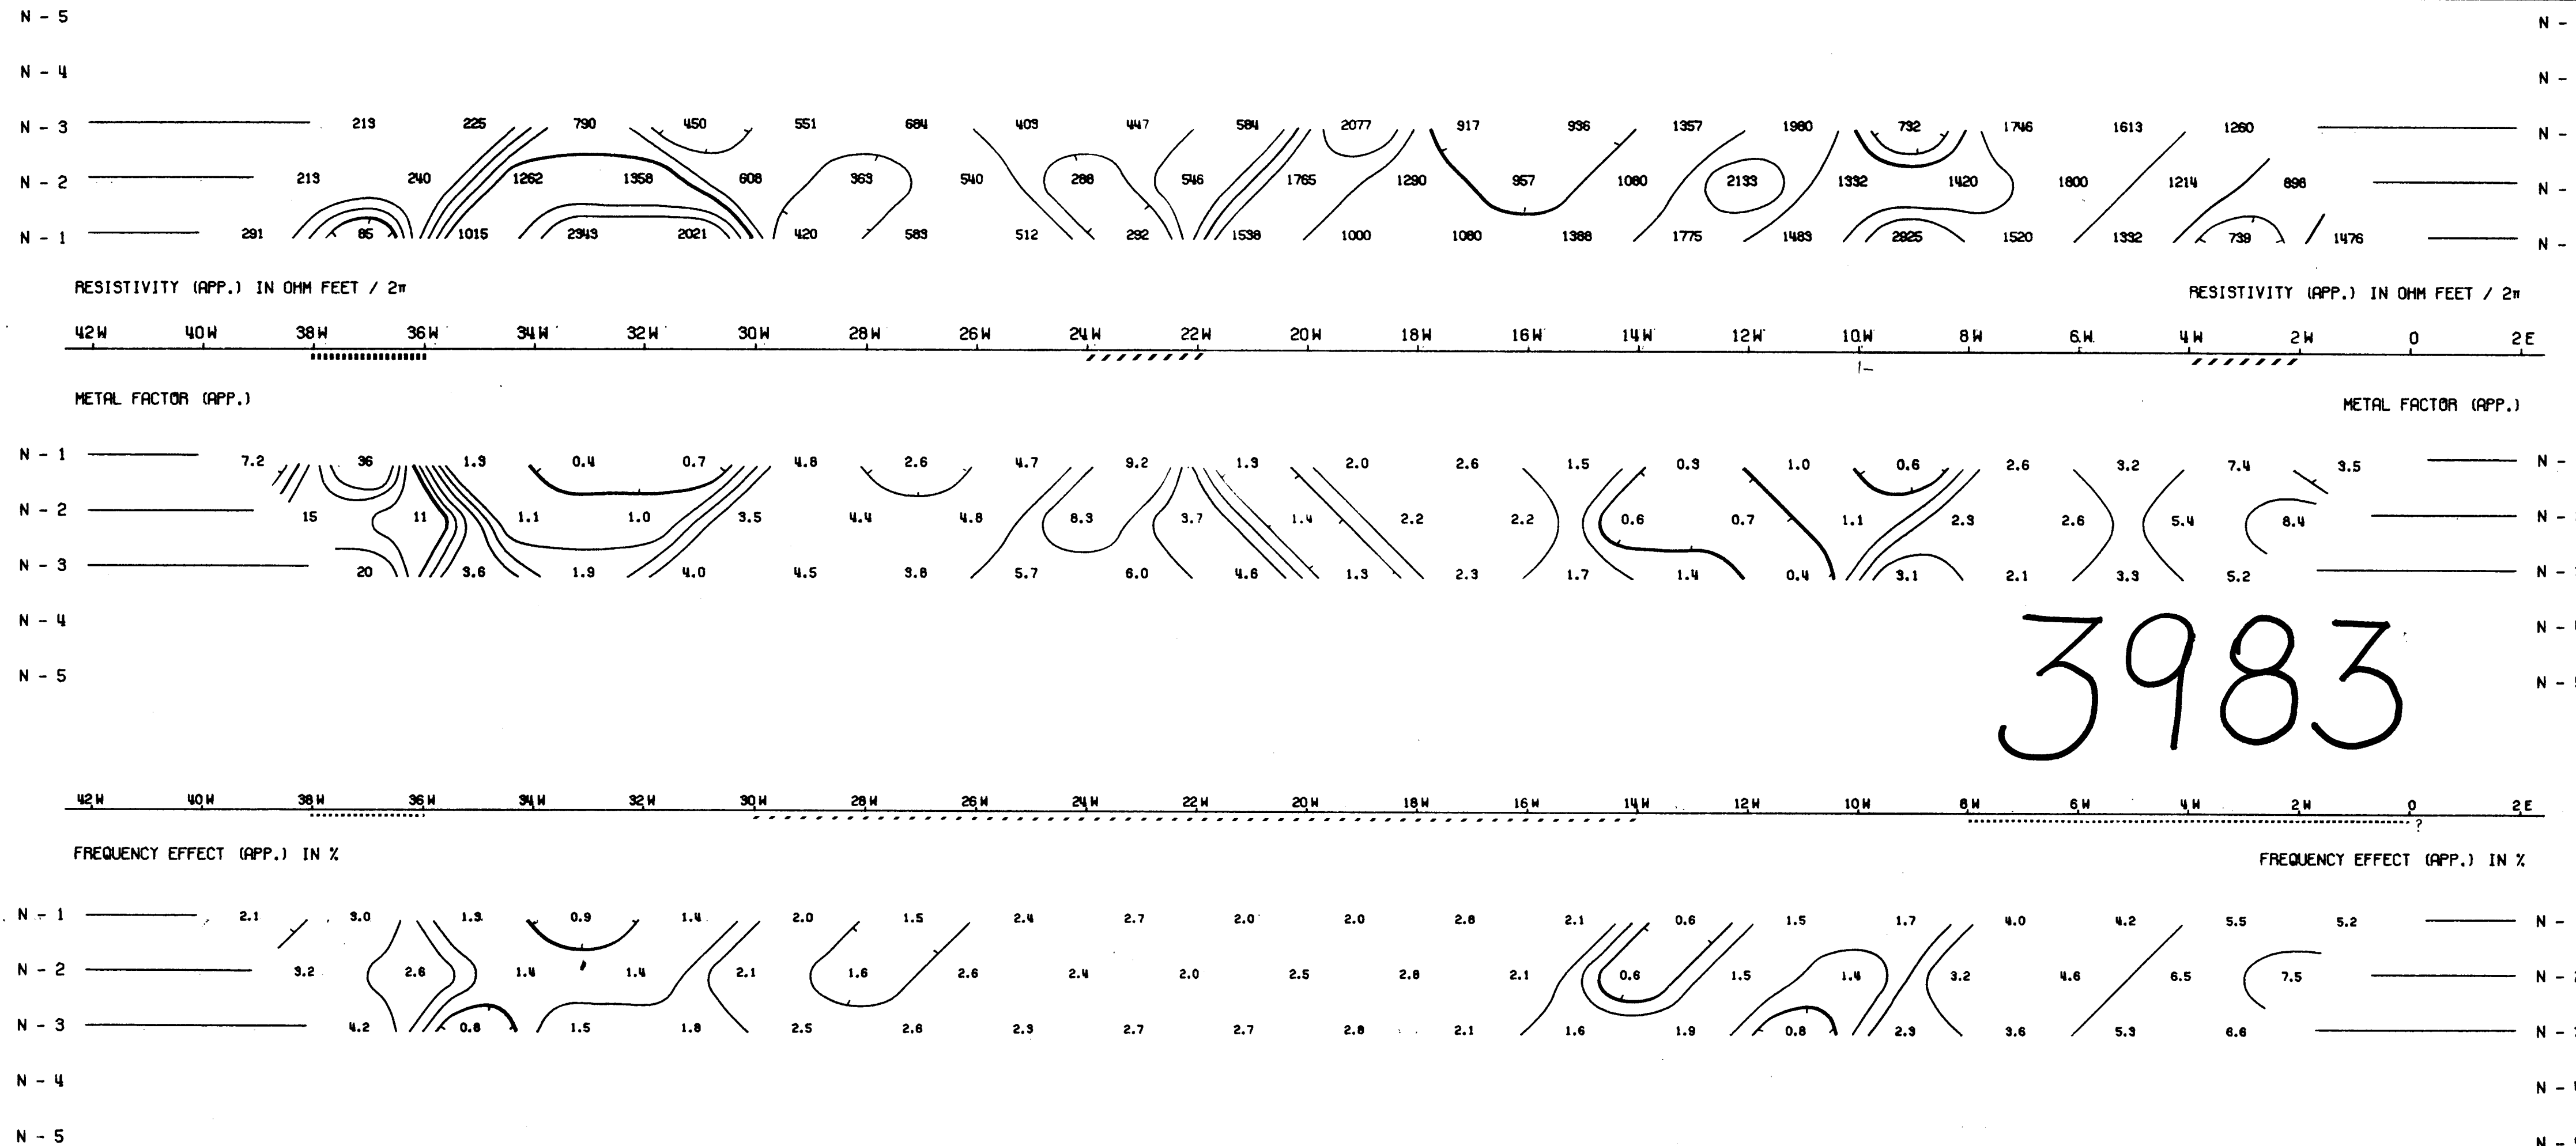 N - 5 N -
N - 4 N -
N - 3 213 225 790 450 551 684 403 447 584 2077 917 936 1357 1980 732 1746 1613 1260 N -
N - 2 213 240 1262 1358 608 363 540 288 546 1765 1290 957 1080 2133 1332 1420 1800 1214 898 N -
N - 1 291 85 1015 2343 2021 420 583 512 292 1538 1000 1080 1388 1775 1483 2825 1520 1332 739 1476 N -
RESISTIVITY (APP.) IN OHM FEET / 2π RESISTIVITY (APP.) IN OHM FEET / 2π
42W 40W 38W 36W 34W 32W 30W 28W 26W 24W 22W 20W 18W 16W 14W 12W 10W 8W 6W 4W 2W 0 2E
METAL FACTOR (APP.) METAL FACTOR (APP.)
N - 1 7.2 36 1.3 0.4 0.7 4.8 2.6 4.7 9.2 1.3 2.0 2.6 1.5 0.3 1.0 0.6 2.6 3.2 7.4 3.5 N -
N - 2 15 11 1.1 1.0 3.5 4.4 4.8 8.3 3.7 1.4 2.2 2.2 0.6 0.7 1.1 2.3 2.6 5.4 8.4 N -
N - 3 20 3.6 1.9 4.0 4.5 3.8 5.7 6.0 4.6 1.3 2.3 1.7 1.4 0.4 3.1 2.1 3.3 5.2 N -
N - 4 N -
N - 5 N -
3983
42W 40W 38W 36W 34W 32W 30W 28W 26W 24W 22W 20W 18W 16W 14W 12W 10W 8W 6W 4W 2W 0 2E
?
FREQUENCY EFFECT (APP.) IN % FREQUENCY EFFECT (APP.) IN %
N - 1 2.1 3.0 1.3 0.9 1.4 2.0 1.5 2.4 2.7 2.0 2.0 2.8 2.1 0.6 1.5 1.7 4.0 4.2 5.5 5.2 N -
N - 2 3.2 2.6 1.4 1.4 2.1 1.6 2.6 2.4 2.0 2.5 2.8 2.1 0.6 1.5 1.4 3.2 4.6 6.5 7.5 N -
N - 3 4.2 0.8 1.5 1.8 2.5 2.6 2.3 2.7 2.7 2.8 2.1 1.6 1.9 0.8 2.3 3.6 5.3 6.6 N -
N - 4 N -
N - 5 N -